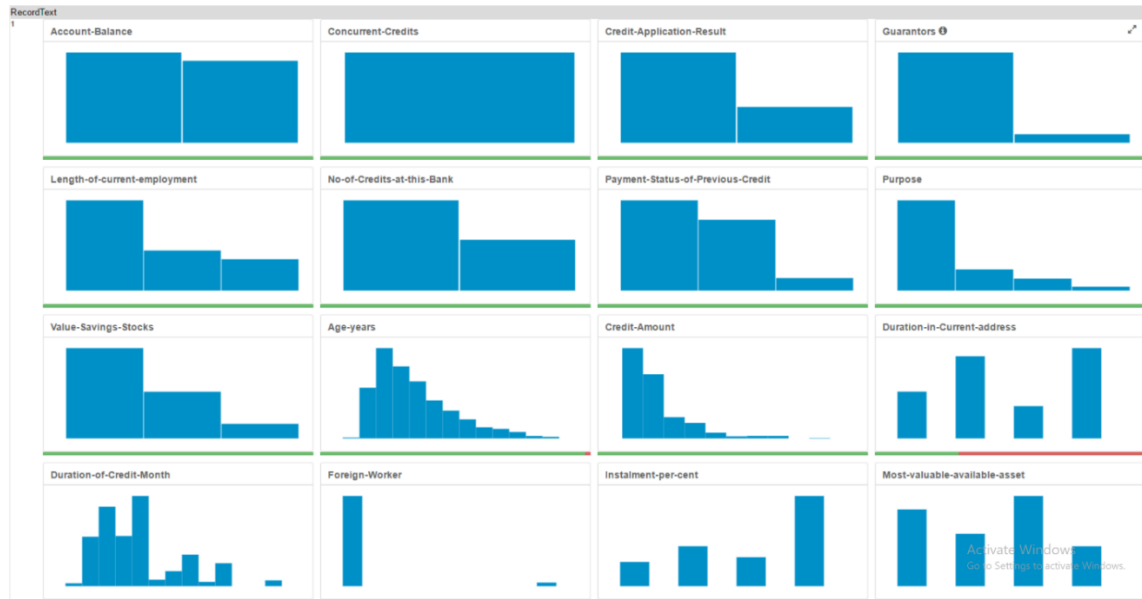 RecordText
1
Account-Balance
Concurrent-Credits
Credit-Application-Result
Guarantors
Length-of-current-employment
No-of-Credits-at-this-Bank
Payment-Status-of-Previous-Credit
Purpose
Value-Savings-Stocks
Age-years
Credit-Amount
Duration-in-Current-address
Duration-of-Credit-Month
Foreign-Worker
Instalment-per-cent
Most-valuable-available-asset
Activate Windows
Go to Settings to activate Windows.